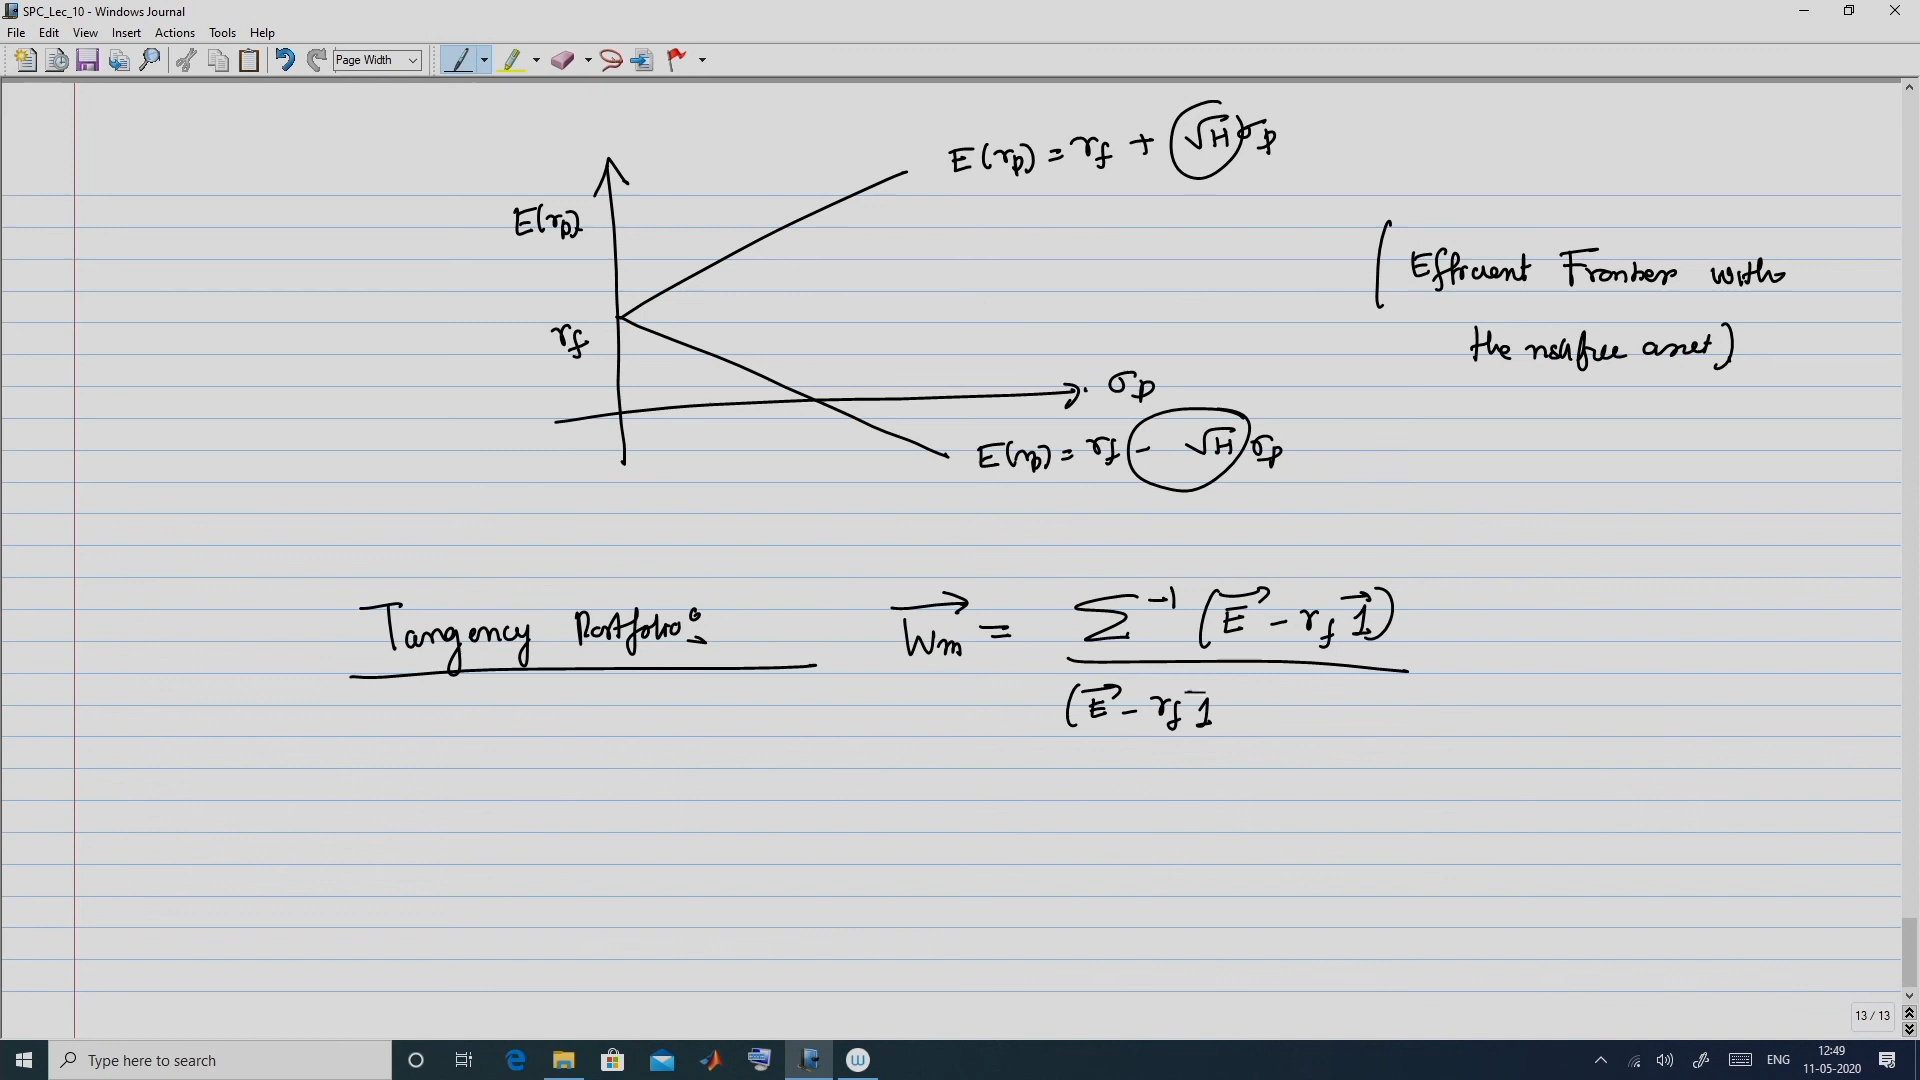 SPC_Lec_10 - Windows Journal
File Edit View Insert Actions Tools Help
Page Width
E(rp) = rf + √H σp
E(rp)
(Efficient Frontier with
the riskfree asset)
rf
σp
E(rp) = rf - √H σp
Tangency Portfolio: Wm = Σ⁻¹ (E - rf 1)
(E - rf 1
13 / 13
Type here to search
W
ENG
12:49
11-05-2020